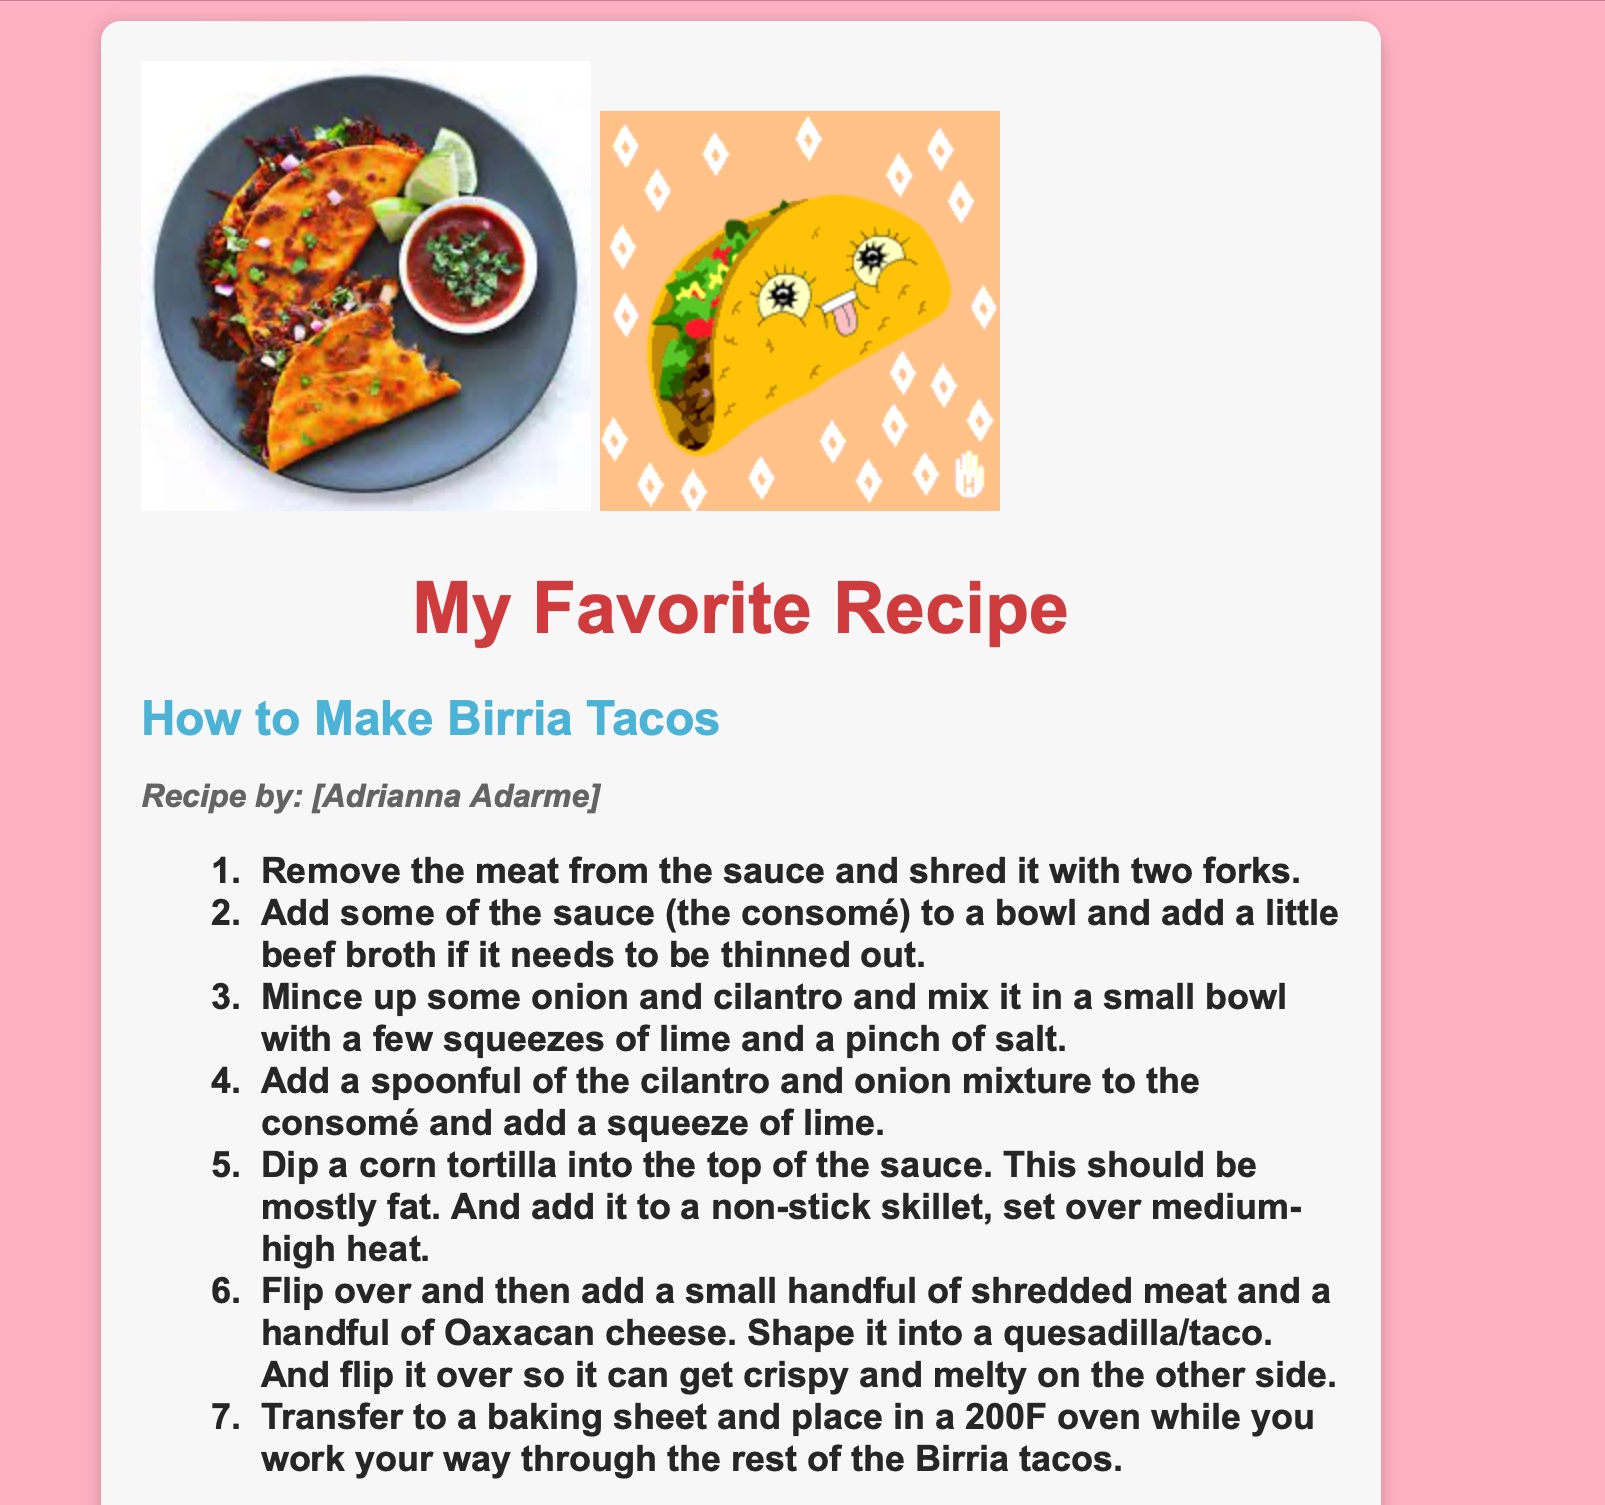 H
My Favorite Recipe
How to Make Birria Tacos
Recipe by: [Adrianna Adarme]
1. Remove the meat from the sauce and shred it with two forks.
2. Add some of the sauce (the consomé) to a bowl and add a little
beef broth if it needs to be thinned out.
3. Mince up some onion and cilantro and mix it in a small bowl
with a few squeezes of lime and a pinch of salt.
4. Add a spoonful of the cilantro and onion mixture to the
consomé and add a squeeze of lime.
5. Dip a corn tortilla into the top of the sauce. This should be
mostly fat. And add it to a non-stick skillet, set over medium-
high heat.
6. Flip over and then add a small handful of shredded meat and a
handful of Oaxacan cheese. Shape it into a quesadilla/taco.
And flip it over so it can get crispy and melty on the other side.
7. Transfer to a baking sheet and place in a 200F oven while you
work your way through the rest of the Birria tacos.